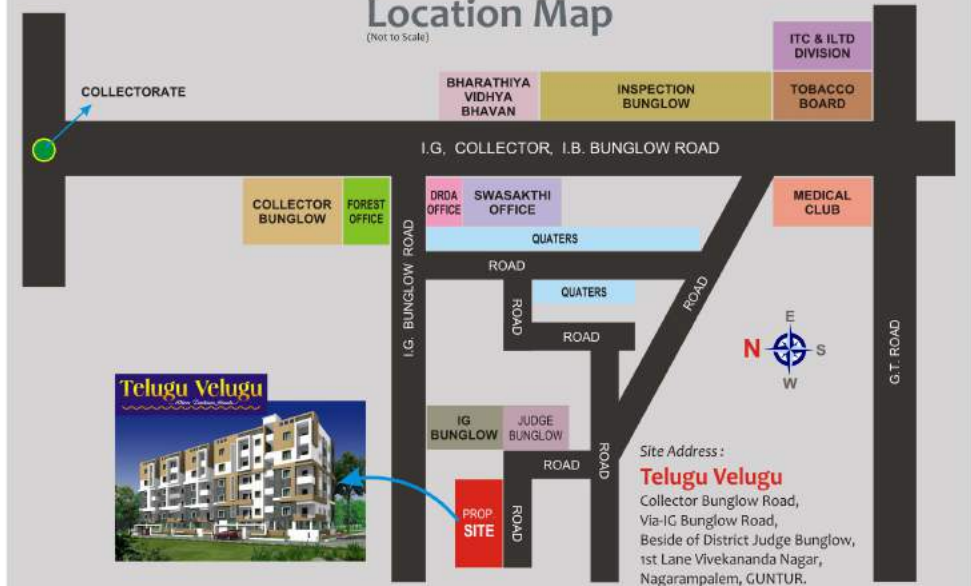 Location Map
(Not to Scale)
ITC & ILTD
DIVISION
COLLECTORATE
BHARATHIYA
VIDHYA
BHAVAN
INSPECTION
BUNGLOW
TOBACCO
BOARD
I.G, COLLECTOR, I.B. BUNGLOW ROAD
COLLECTOR
BUNGLOW
FOREST
OFFICE
DRDA
OFFICE
SWASAKTHI
OFFICE
MEDICAL
CLUB
I.G. BUNGLOW ROAD
QUATERS
ROAD
QUATERS
ROAD
ROAD
ROAD
G.T. ROAD
E
N
S
W
Telugu Velugu
IG
BUNGLOW
JUDGE
BUNGLOW
ROAD
ROAD
PROP.
SITE
ROAD
Site Address :
Telugu Velugu
Collector Bunglow Road,
Via-IG Bunglow Road,
Beside of District Judge Bunglow,
1st Lane Vivekananda Nagar,
Nagarampalem, GUNTUR.